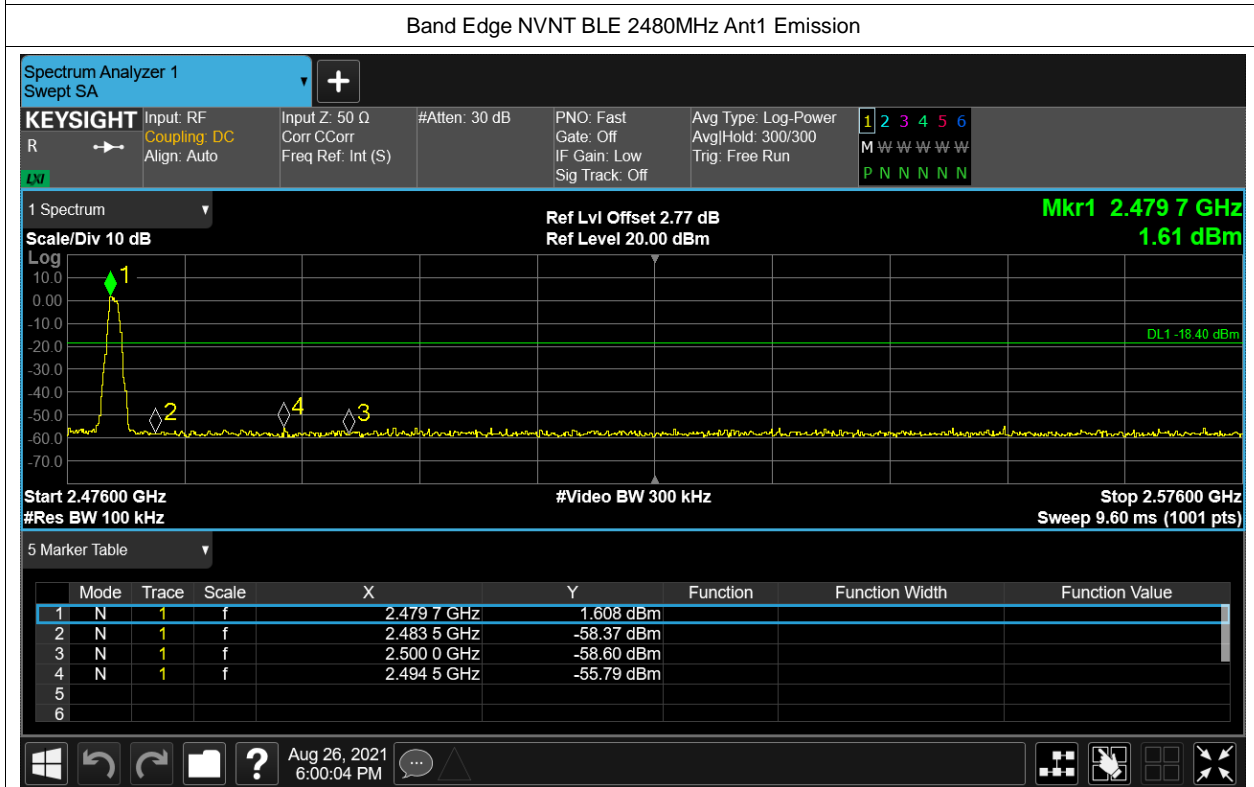 Band Edge NVNT BLE 2480MHz Ant1 Emission
Spectrum Analyzer 1
Swept SA
+
KEYSIGHT Input: RF Input Z: 50 Ω #Atten: 30 dB PNO: Fast Avg Type: Log-Power 1 2 3 4 5 6
R Coupling: DC Corr CCorr Gate: Off Avg|Hold: 300/300 M W W W W W
Align: Auto Freq Ref: Int (S) IF Gain: Low Trig: Free Run
LXI Sig Track: Off P N N N N N
1 Spectrum Ref Lvl Offset 2.77 dB Mkr1 2.479 7 GHz
Scale/Div 10 dB Ref Level 20.00 dBm 1.61 dBm
Log
10.0 1
0.00
-10.0
DL1 -18.40 dBm
-20.0
-30.0
-40.0
-50.0 2 4 3
-60.0
-70.0
Start 2.47600 GHz #Video BW 300 kHz Stop 2.57600 GHz
#Res BW 100 kHz Sweep 9.60 ms (1001 pts)
5 Marker Table
Mode Trace Scale X Y Function Function Width Function Value
1 N 1 f 2.479 7 GHz 1.608 dBm
2 N 1 f 2.483 5 GHz -58.37 dBm
3 N 1 f 2.500 0 GHz -58.60 dBm
4 N 1 f 2.494 5 GHz -55.79 dBm
5
6
? Aug 26, 2021
6:00:04 PM